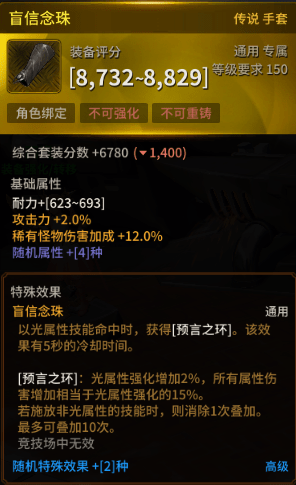 盲信念珠 传说 手套
装备评分 通用 专属
[8,732~8,829] 等级要求 150
角色绑定 不可强化 不可重铸
综合套装分数 +6780 (▼1,400)
基础属性
耐力+[623~693]
攻击力 +2.0%
稀有怪物伤害加成 +12.0%
随机属性 +[4]种
特殊效果
盲信念珠 通用
以光属性技能命中时，获得[预言之环]。该效
果有5秒的冷却时间。
[预言之环]：光属性强化增加2%，所有属性伤
害增加相当于光属性强化的15%。
若施放非光属性的技能时，则消除1次叠加。
最多可叠加10次。
竞技场中无效
随机特殊效果 +[2]种 高级